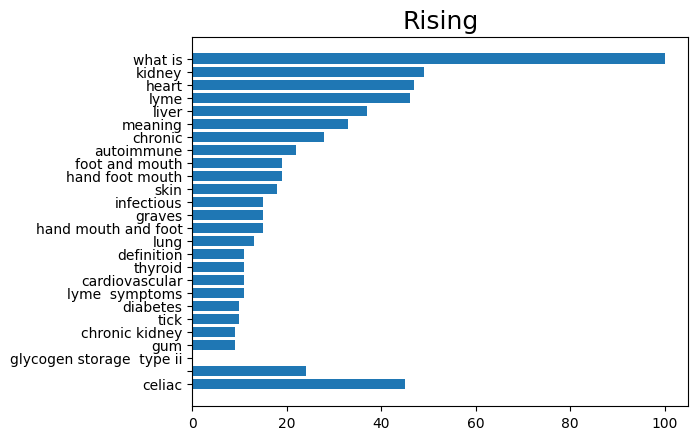 Rising
what is
kidney
heart
lyme
liver
meaning
chronic
autoimmune
foot and mouth
hand foot mouth
skin
infectious
graves
hand mouth and foot
lung
definition
thyroid
cardiovascular
lyme  symptoms
diabetes
tick
chronic kidney
gum
glycogen storage  type ii
celiac
0 20 40 60 80 100